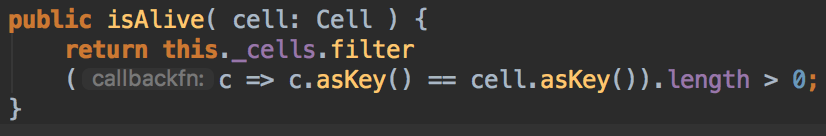 public isAlive( cell: Cell ) {
return this._cells.filter
( callbackfn: c => c.asKey() == cell.asKey()).length > 0;
}